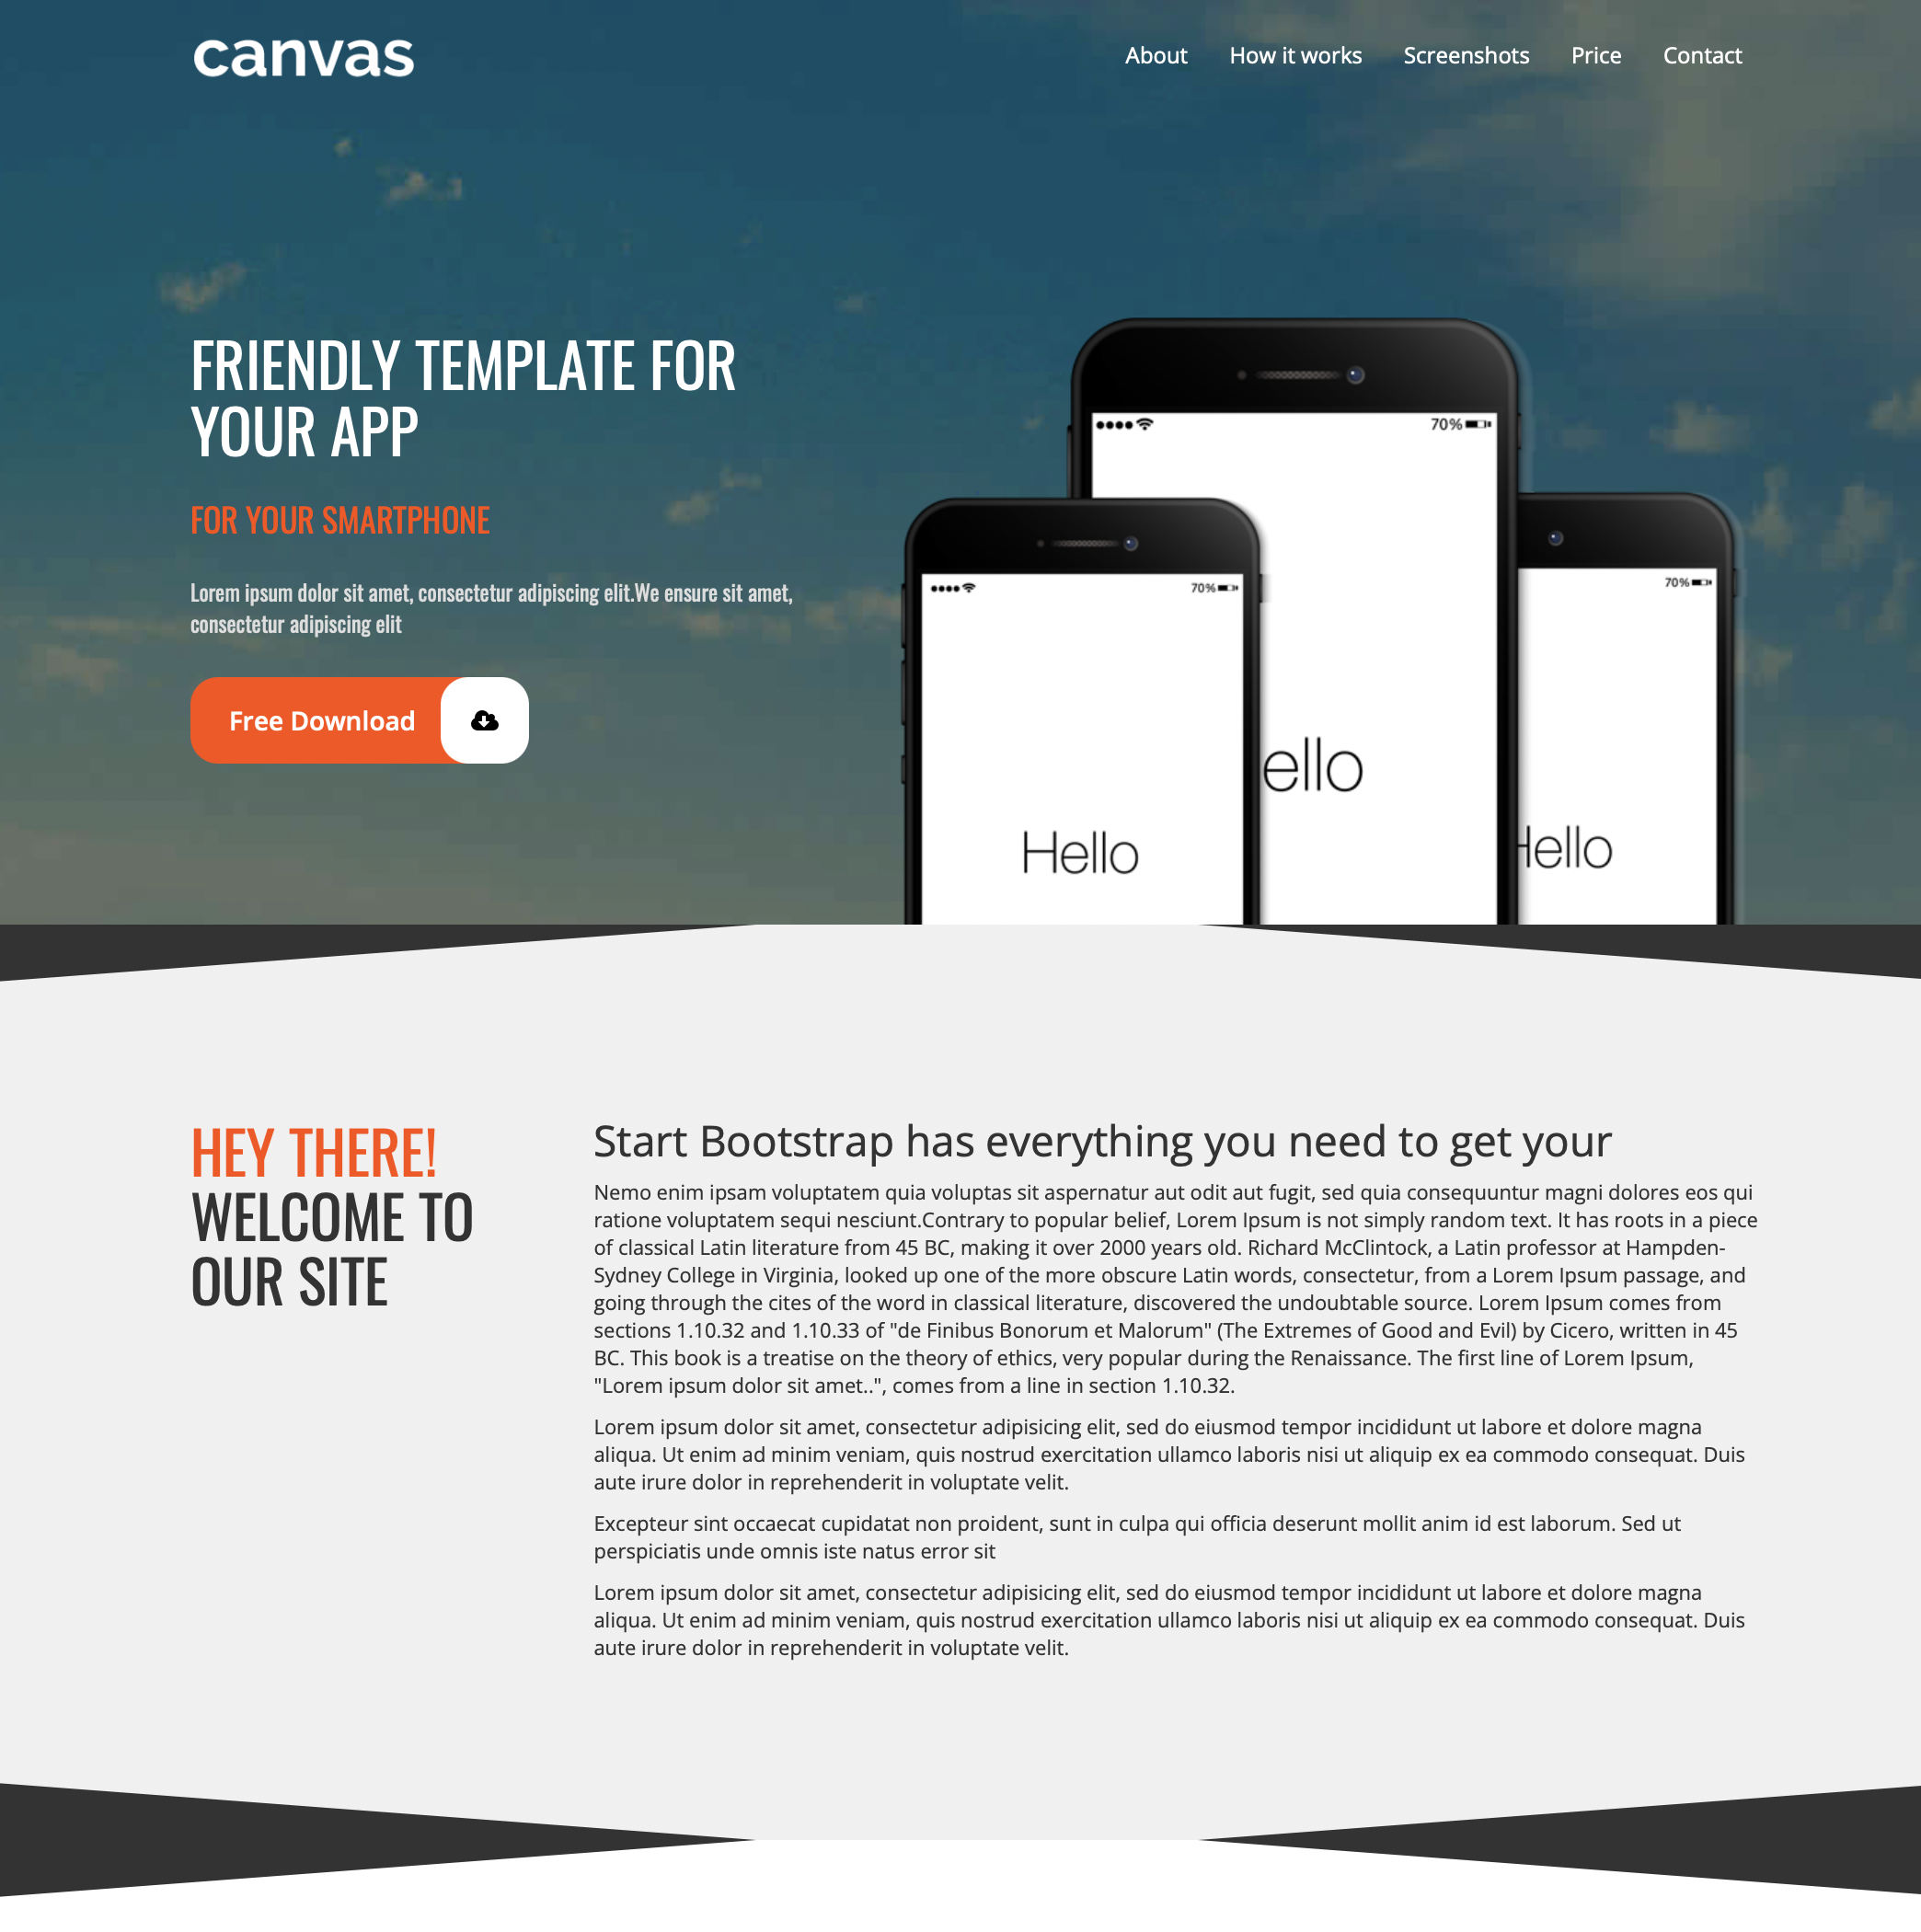 canvas
About How it works Screenshots Price Contact
FRIENDLY TEMPLATE FOR
YOUR APP
FOR YOUR SMARTPHONE
Lorem ipsum dolor sit amet, consectetur adipiscing elit.We ensure sit amet,
consectetur adipiscing elit
Free Download
70%
70%
70%
ello
Hello
Hello
HEY THERE!
WELCOME TO
OUR SITE
Start Bootstrap has everything you need to get your
Nemo enim ipsam voluptatem quia voluptas sit aspernatur aut odit aut fugit, sed quia consequuntur magni dolores eos qui
ratione voluptatem sequi nesciunt.Contrary to popular belief, Lorem Ipsum is not simply random text. It has roots in a piece
of classical Latin literature from 45 BC, making it over 2000 years old. Richard McClintock, a Latin professor at Hampden-
Sydney College in Virginia, looked up one of the more obscure Latin words, consectetur, from a Lorem Ipsum passage, and
going through the cites of the word in classical literature, discovered the undoubtable source. Lorem Ipsum comes from
sections 1.10.32 and 1.10.33 of "de Finibus Bonorum et Malorum" (The Extremes of Good and Evil) by Cicero, written in 45
BC. This book is a treatise on the theory of ethics, very popular during the Renaissance. The first line of Lorem Ipsum,
"Lorem ipsum dolor sit amet..", comes from a line in section 1.10.32.
Lorem ipsum dolor sit amet, consectetur adipisicing elit, sed do eiusmod tempor incididunt ut labore et dolore magna
aliqua. Ut enim ad minim veniam, quis nostrud exercitation ullamco laboris nisi ut aliquip ex ea commodo consequat. Duis
aute irure dolor in reprehenderit in voluptate velit.
Excepteur sint occaecat cupidatat non proident, sunt in culpa qui officia deserunt mollit anim id est laborum. Sed ut
perspiciatis unde omnis iste natus error sit
Lorem ipsum dolor sit amet, consectetur adipisicing elit, sed do eiusmod tempor incididunt ut labore et dolore magna
aliqua. Ut enim ad minim veniam, quis nostrud exercitation ullamco laboris nisi ut aliquip ex ea commodo consequat. Duis
aute irure dolor in reprehenderit in voluptate velit.